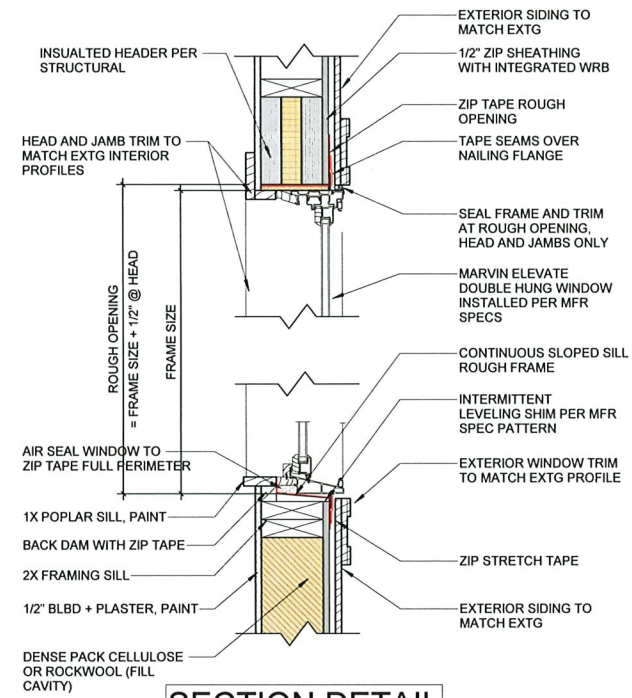 EXTERIOR SIDING TO
MATCH EXTG
INSUALTED HEADER PER
STRUCTURAL
1/2" ZIP SHEATHING
WITH INTEGRATED WRB
ZIP TAPE ROUGH
OPENING
HEAD AND JAMB TRIM TO
MATCH EXTG INTERIOR
PROFILES
TAPE SEAMS OVER
NAILING FLANGE
SEAL FRAME AND TRIM
AT ROUGH OPENING,
HEAD AND JAMBS ONLY
MARVIN ELEVATE
DOUBLE HUNG WINDOW
INSTALLED PER MFR
SPECS
ROUGH OPENING
= FRAME SIZE + 1/2" @ HEAD
FRAME SIZE
CONTINUOUS SLOPED SILL
ROUGH FRAME
INTERMITTENT
LEVELING SHIM PER MFR
SPEC PATTERN
AIR SEAL WINDOW TO
ZIP TAPE FULL PERIMETER
EXTERIOR WINDOW TRIM
TO MATCH EXTG PROFILE
1X POPLAR SILL, PAINT
BACK DAM WITH ZIP TAPE
2X FRAMING SILL
ZIP STRETCH TAPE
1/2" BLBD + PLASTER, PAINT
EXTERIOR SIDING TO
MATCH EXTG
DENSE PACK CELLULOSE
OR ROCKWOOL (FILL
CAVITY)
SECTION DETAIL